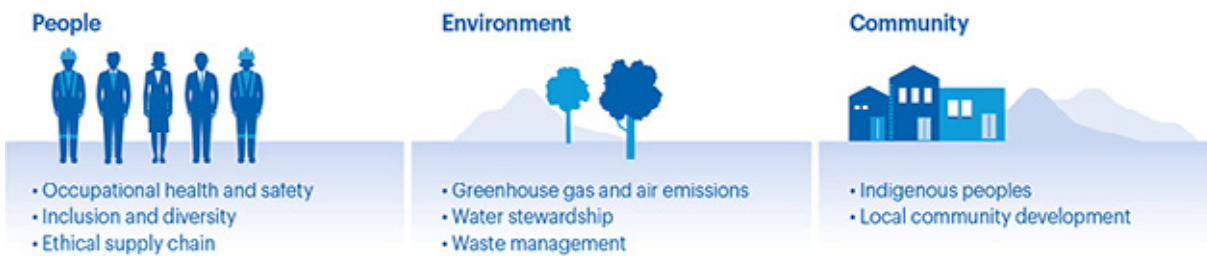 People
• Occupational health and safety
• Inclusion and diversity
• Ethical supply chain
Environment
• Greenhouse gas and air emissions
• Water stewardship
• Waste management
Community
• Indigenous peoples
• Local community development